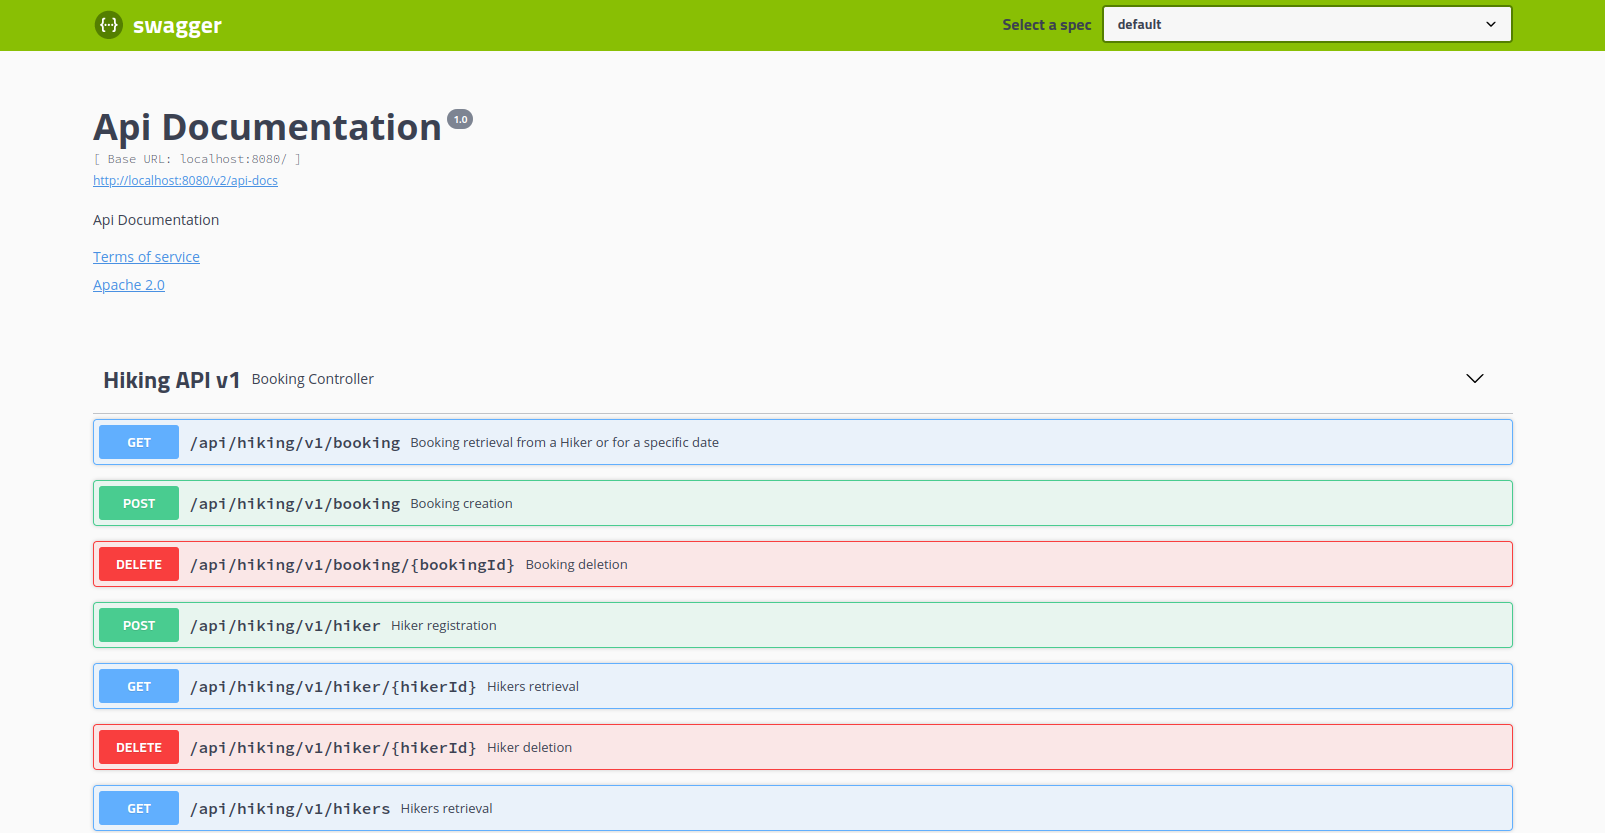 {···} swagger Select a spec default
Api Documentation 1.0
[ Base URL: localhost:8080/ ]
http://localhost:8080/v2/api-docs
Api Documentation
Terms of service
Apache 2.0
Hiking API v1 Booking Controller
GET /api/hiking/v1/booking Booking retrieval from a Hiker or for a specific date
POST /api/hiking/v1/booking Booking creation
DELETE /api/hiking/v1/booking/{bookingId} Booking deletion
POST /api/hiking/v1/hiker Hiker registration
GET /api/hiking/v1/hiker/{hikerId} Hikers retrieval
DELETE /api/hiking/v1/hiker/{hikerId} Hiker deletion
GET /api/hiking/v1/hikers Hikers retrieval